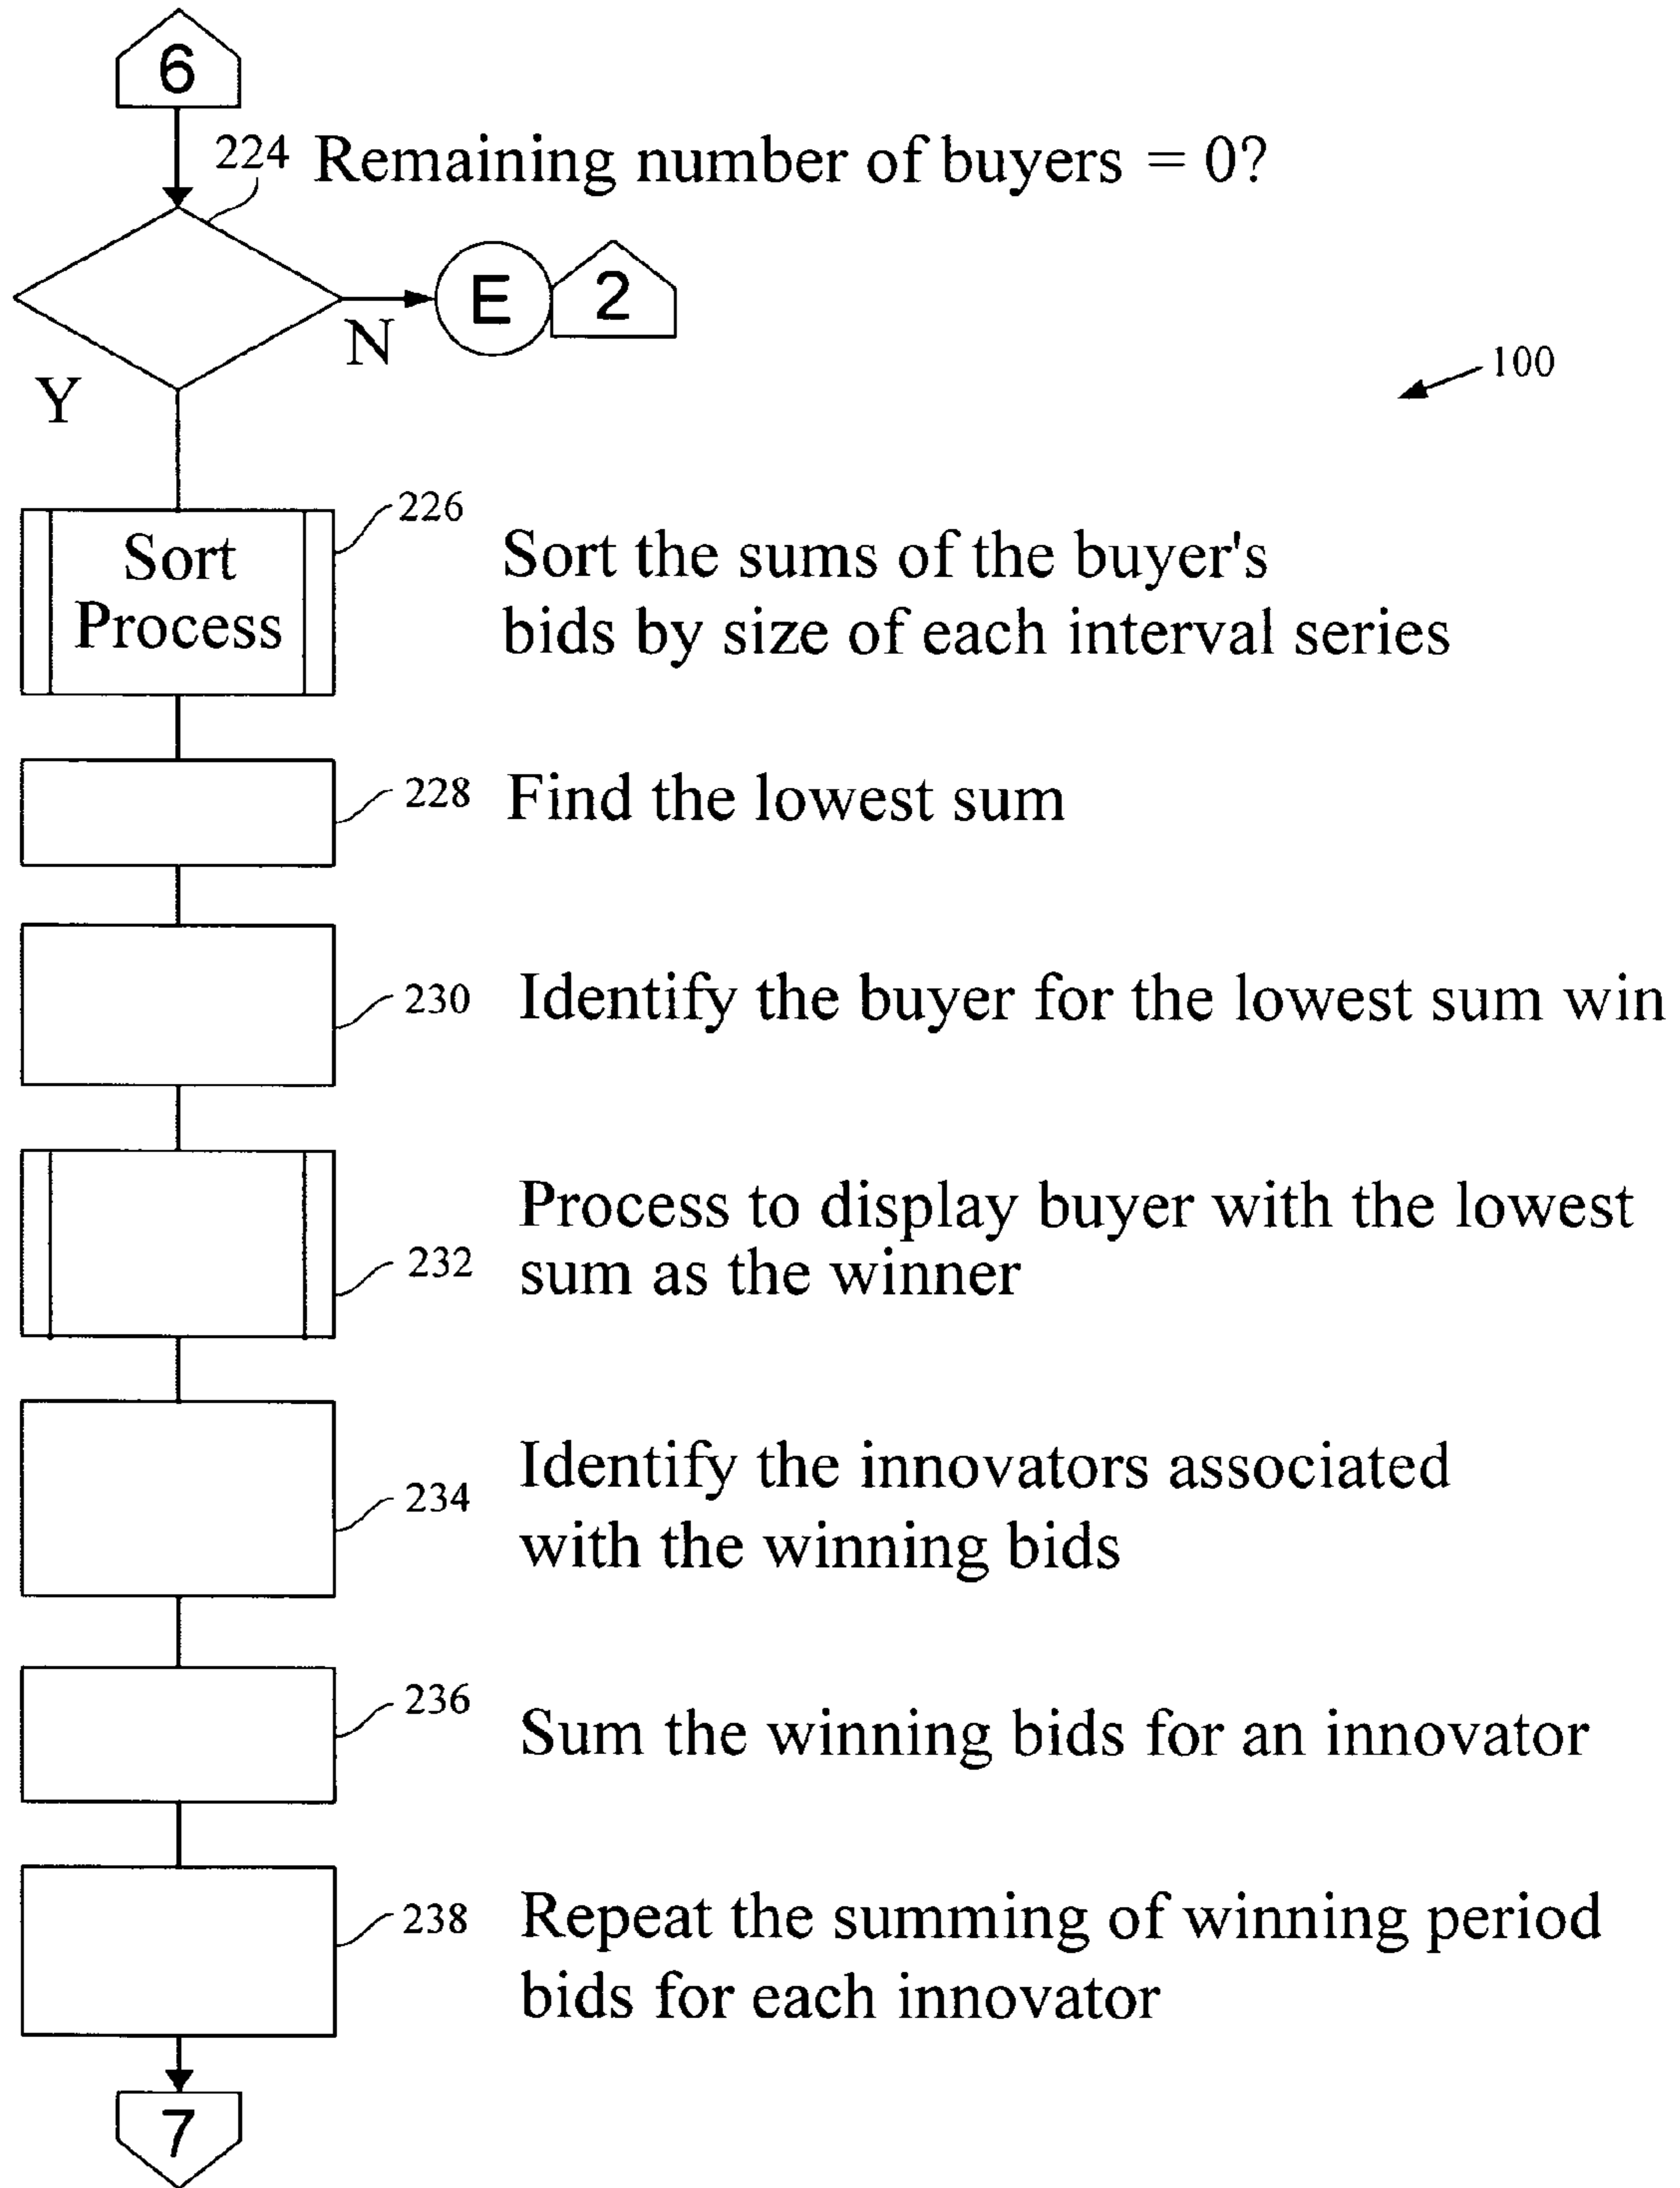 6
224 Remaining number of buyers = 0?
E 2
N
100
Y
226
Sort
Process
Sort the sums of the buyer's
bids by size of each interval series
228 Find the lowest sum
230 Identify the buyer for the lowest sum win
Process to display buyer with the lowest
232 sum as the winner
Identify the innovators associated
234
with the winning bids
236
Sum the winning bids for an innovator
238 Repeat the summing of winning period
bids for each innovator
7